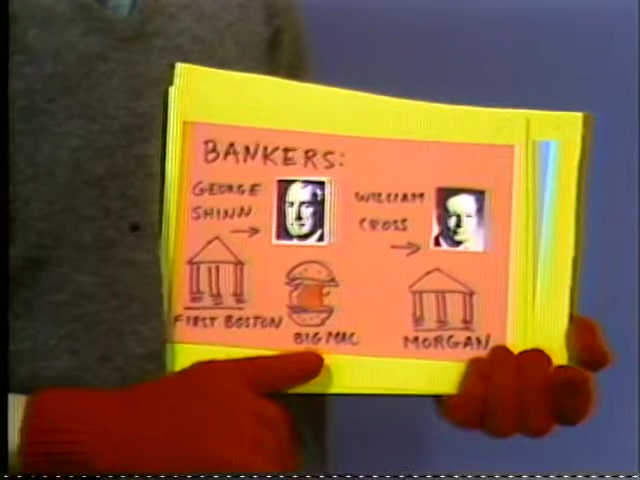 BANKERS:
GEORGE
SHINN
WILLIAM
CROSS
FIRST BOSTON
BIG MAC
MORGAN